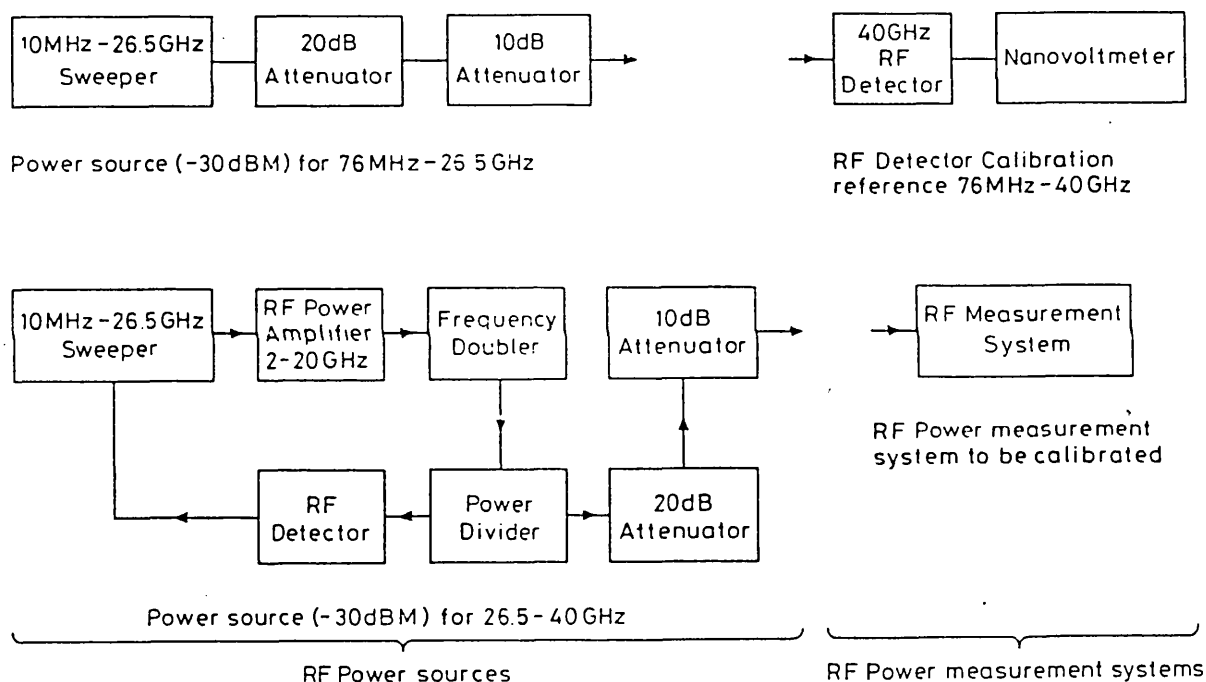 10MHz-26.5GHz
Sweeper
20dB
Attenuator
10dB
Attenuator
40GHz
RF
Detector
Nanovoltmeter
Power source (-30dBM) for 76MHz-26 5GHz
RF Detector Calibration
reference 76MHz-40GHz
10MHz-26.5GHz
Sweeper
RF Power
Amplifier
2-20GHz
Frequency
Doubler
10dB
Attenuator
RF Measurement
System
RF Power measurement
system to be calibrated
RF
Detector
Power
Divider
20dB
Attenuator
Power source (-30dBM) for 26.5-40GHz
RF Power sources
RF Power measurement systems